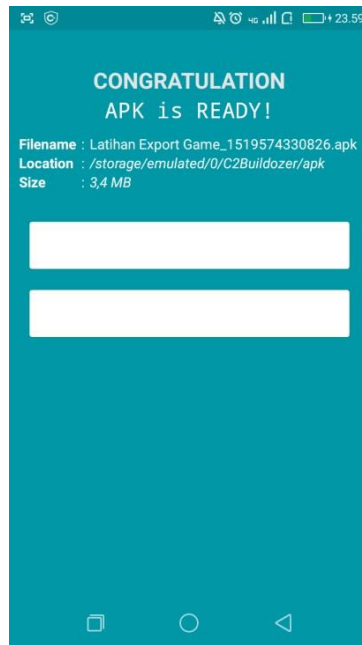 4G 23.59
CONGRATULATION
APK is READY!
Filename : Latihan Export Game_1519574330826.apk
Location : /storage/emulated/0/C2Buildozer/apk
Size : 3,4 MB